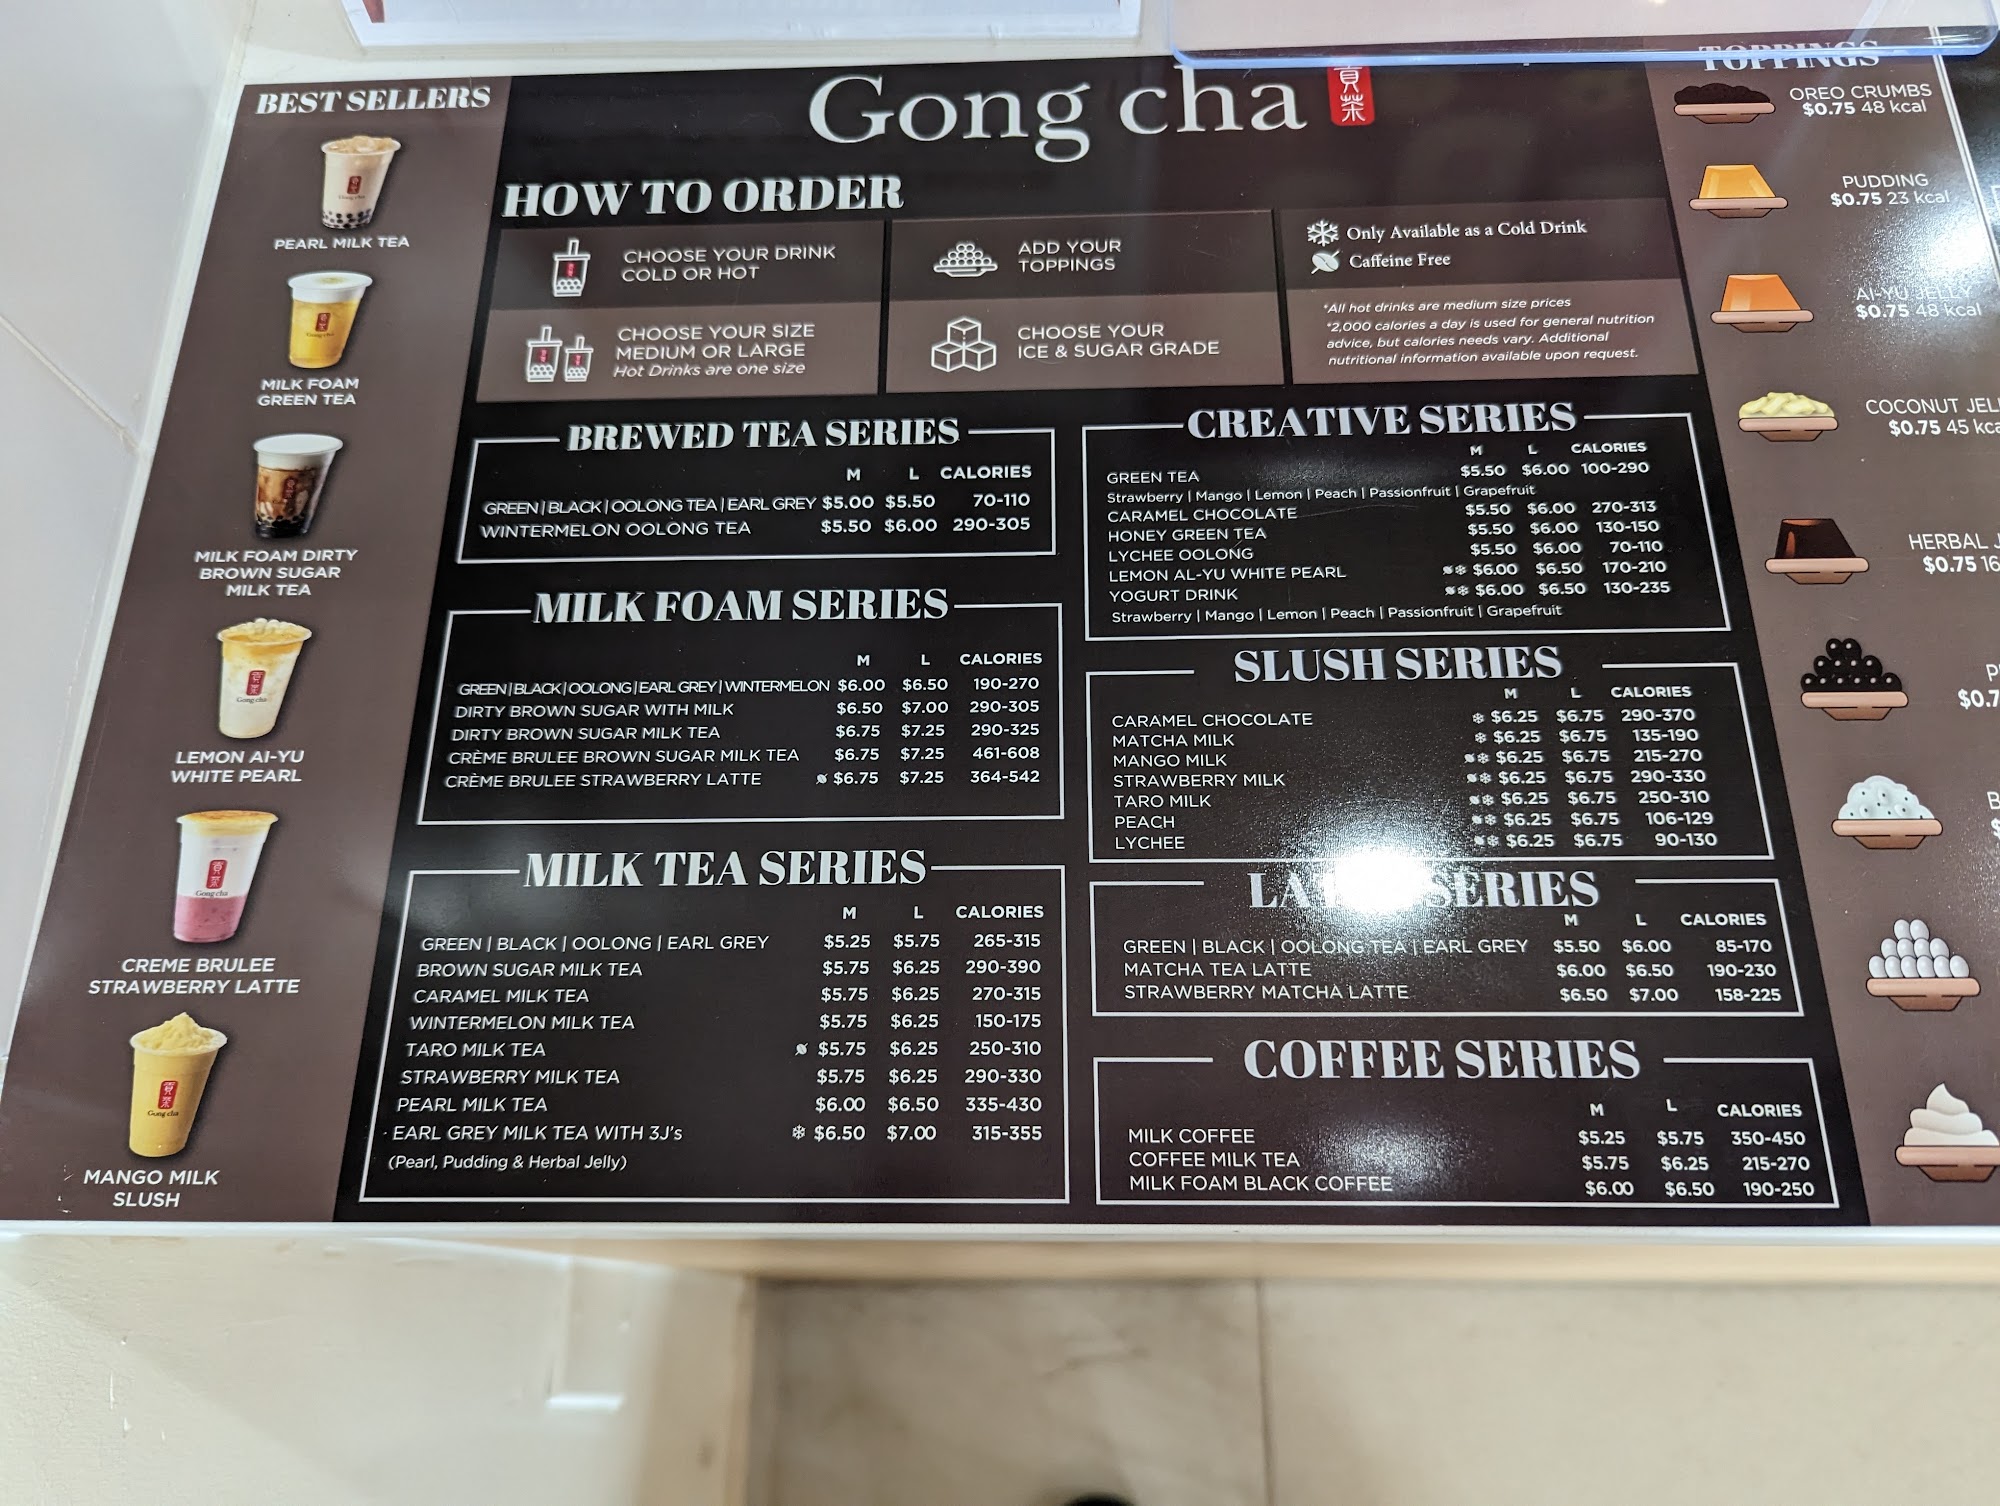 BEST SELLERS
PEARL MILK TEA
MILK FOAM
GREEN TEA
MILK FOAM DIRTY
BROWN SUGAR
MILK TEA
LEMON AI-YU
WHITE PEARL
CREME BRULEE
STRAWBERRY LATTE
MANGO MILK
SLUSH
Gong cha 貢茶
HOW TO ORDER
CHOOSE YOUR DRINK
COLD OR HOT
CHOOSE YOUR SIZE
MEDIUM OR LARGE
Hot Drinks are one size
ADD YOUR
TOPPINGS
CHOOSE YOUR
ICE & SUGAR GRADE
Only Available as a Cold Drink
Caffeine Free
*All hot drinks are medium size prices
*2,000 calories a day is used for general nutrition
advice, but calories needs vary. Additional
nutritional information available upon request.
BREWED TEA SERIES
M L CALORIES
GREEN | BLACK | OOLONG TEA | EARL GREY $5.00 $5.50 70-110
WINTERMELON OOLONG TEA $5.50 $6.00 290-305
MILK FOAM SERIES
M L CALORIES
GREEN | BLACK | OOLONG | EARL GREY | WINTERMELON $6.00 $6.50 190-270
DIRTY BROWN SUGAR WITH MILK $6.50 $7.00 290-305
DIRTY BROWN SUGAR MILK TEA $6.75 $7.25 290-325
CRÈME BRULEE BROWN SUGAR MILK TEA $6.75 $7.25 461-608
CRÈME BRULEE STRAWBERRY LATTE $6.75 $7.25 364-542
MILK TEA SERIES
M L CALORIES
GREEN | BLACK | OOLONG | EARL GREY $5.25 $5.75 265-315
BROWN SUGAR MILK TEA $5.75 $6.25 290-390
CARAMEL MILK TEA $5.75 $6.25 270-315
WINTERMELON MILK TEA $5.75 $6.25 150-175
TARO MILK TEA $5.75 $6.25 250-310
STRAWBERRY MILK TEA $5.75 $6.25 290-330
PEARL MILK TEA $6.00 $6.50 335-430
EARL GREY MILK TEA WITH 3J's $6.50 $7.00 315-355
(Pearl, Pudding & Herbal Jelly)
CREATIVE SERIES
M L CALORIES
GREEN TEA $5.50 $6.00 100-290
Strawberry | Mango | Lemon | Peach | Passionfruit | Grapefruit
CARAMEL CHOCOLATE $5.50 $6.00 270-313
HONEY GREEN TEA $5.50 $6.00 130-150
LYCHEE OOLONG $5.50 $6.00 70-110
LEMON AL-YU WHITE PEARL $6.00 $6.50 170-210
YOGURT DRINK $6.00 $6.50 130-235
Strawberry | Mango | Lemon | Peach | Passionfruit | Grapefruit
SLUSH SERIES
M L CALORIES
CARAMEL CHOCOLATE $6.25 $6.75 290-370
MATCHA MILK $6.25 $6.75 135-190
MANGO MILK $6.25 $6.75 215-270
STRAWBERRY MILK $6.25 $6.75 290-330
TARO MILK $6.25 $6.75 250-310
PEACH $6.25 $6.75 106-129
LYCHEE $6.25 $6.75 90-130
SERIES
M L CALORIES
GREEN | BLACK | OOLONG TEA | EARL GREY $5.50 $6.00 85-170
MATCHA TEA LATTE $6.00 $6.50 190-230
STRAWBERRY MATCHA LATTE $6.50 $7.00 158-225
COFFEE SERIES
M L CALORIES
MILK COFFEE $5.25 $5.75 350-450
COFFEE MILK TEA $5.75 $6.25 215-270
MILK FOAM BLACK COFFEE $6.00 $6.50 190-250
TOPPINGS
OREO CRUMBS
$0.75 48 kcal
PUDDING
$0.75 23 kcal
AI-YU JELLY
$0.75 48 kcal
COCONUT
$0.75 45
HERBAL
$0.75